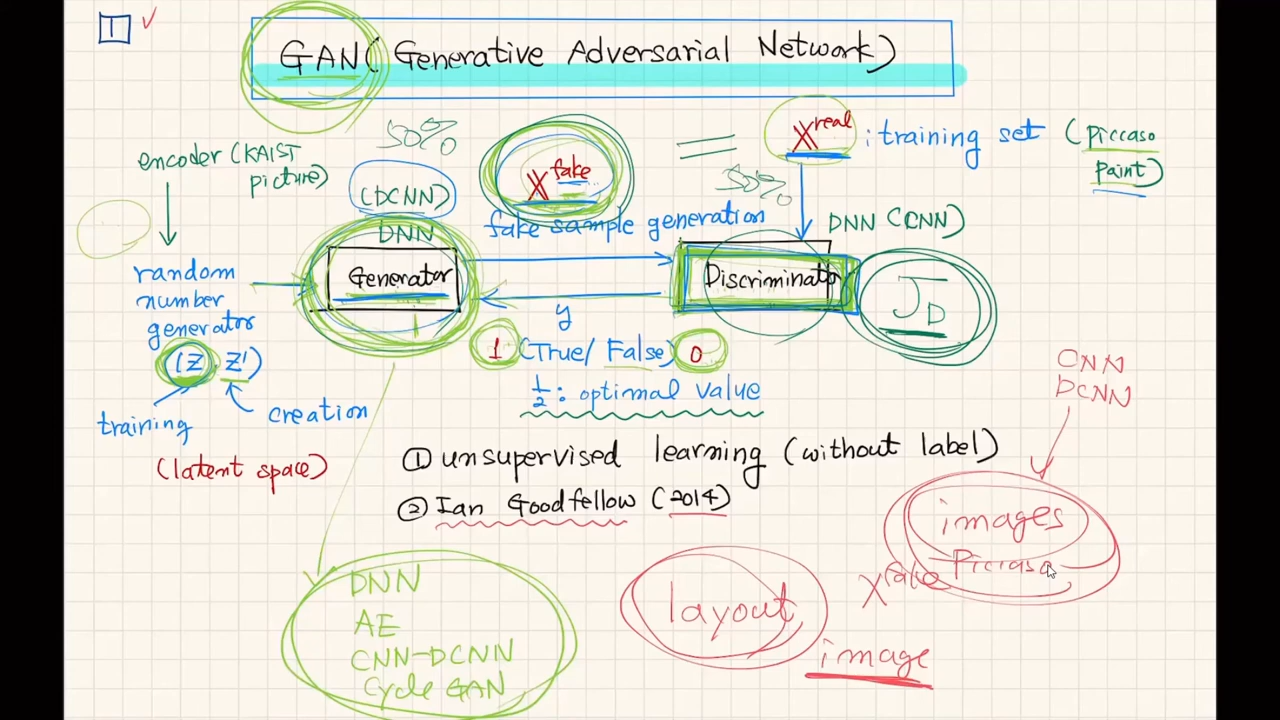 1
GAN (Generative Adversarial Network)
50%
encoder (KAIST
picture)
(DCNN)
DNN
X^fake
=
X^real : training set (piccaso
paint)
50%
fake sample generation
DNN (CNN)
random
number
generator
(Z, Z')
Generator
Discriminator
J_D
y
1 (True/ False) 0
1/2 : optimal value
training
creation
(latent space)
CNN
DCNN
① unsupervised learning (without label)
② Ian Goodfellow (2014)
images
Piccaso
X^fake
layout
image
DNN
AE
CNN-DCNN
Cycle GAN